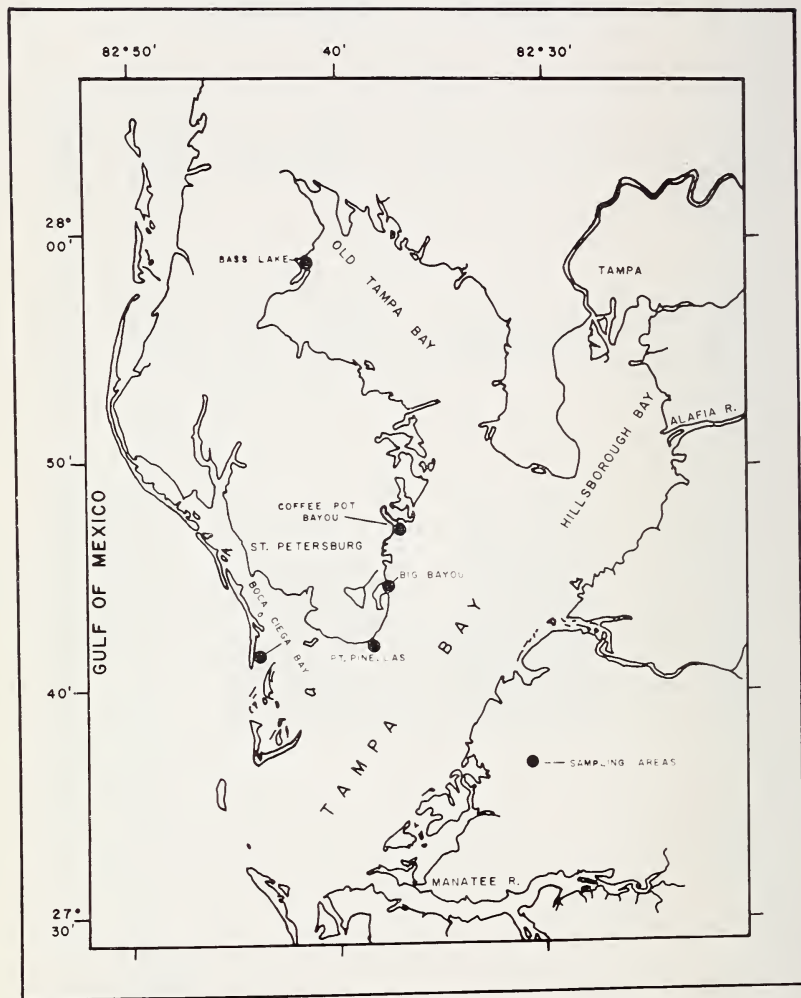 82°50'
40'
82°30'
28°
00'
BASS LAKE
OLD TAMPA BAY
TAMPA
50'
ALAFIA R.
HILLSBOROUGH BAY
COFFEE POT
BAYOU
ST. PETERSBURG
BIG BAYOU
GULF OF MEXICO
BOCA CIEGA BAY
PT. PINELLAS
40'
TAMPA BAY
SAMPLING AREAS
MANATEE R.
27°
30'